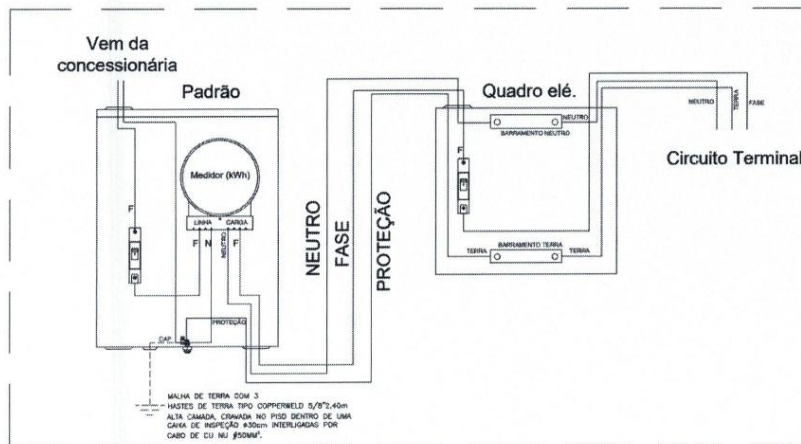 Vem da
concessionária
Padrão
Medidor (kWh)
LINHA
CARGA
F
F
N
NEUTRO
F
PROTEÇÃO
CAP
MALHA DE TERRA COM 3
HASTES DE TERRA TIPO COPPERWELD 5/8"2,40m
ALTA CAMADA, CRAVADA NO PISO DENTRO DE UMA
CAIXA DE INSPEÇÃO ø30cm INTERLIGADAS POR
CABO DE CU NU #50MM².
NEUTRO
FASE
PROTEÇÃO
Quadro elé.
F
NEUTRO
BARRAMENTO NEUTRO
BARRAMENTO TERRA
TERRA
TERRA
NEUTRO
TERRA
FASE
Circuito Terminal